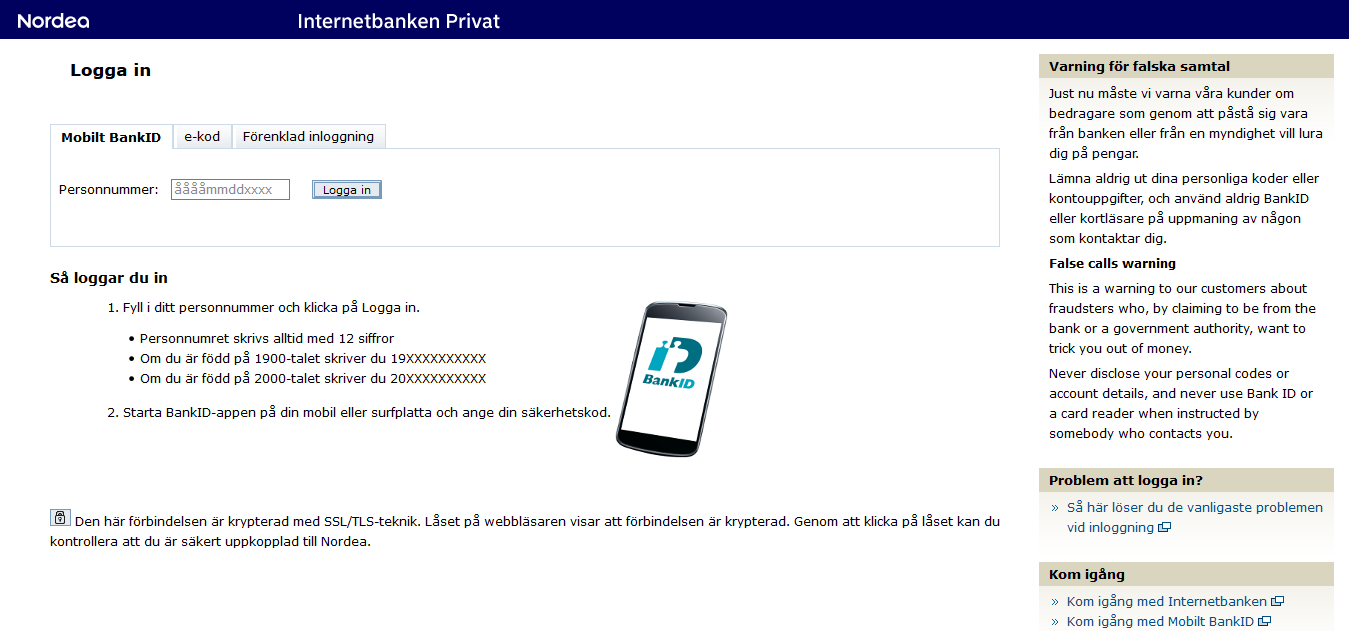 Nordea
Internetbanken Privat
Logga in
Mobilt BankID
e-kod
Förenklad inloggning
Personnummer:
ååååmmddxxxx
Logga in
Så loggar du in
1. Fyll i ditt personnummer och klicka på Logga in.
• Personnumret skrivs alltid med 12 siffror
• Om du är född på 1900-talet skriver du 19XXXXXXXXXX
• Om du är född på 2000-talet skriver du 20XXXXXXXXXX
2. Starta BankID-appen på din mobil eller surfplatta och ange din säkerhetskod.
BankID
Den här förbindelsen är krypterad med SSL/TLS-teknik. Låset på webbläsaren visar att förbindelsen är krypterad. Genom att klicka på låset kan du
kontrollera att du är säkert uppkopplad till Nordea.
Varning för falska samtal
Just nu måste vi varna våra kunder om
bedragare som genom att påstå sig vara
från banken eller från en myndighet vill lura
dig på pengar.
Lämna aldrig ut dina personliga koder eller
kontouppgifter, och använd aldrig BankID
eller kortläsare på uppmaning av någon
som kontaktar dig.
False calls warning
This is a warning to our customers about
fraudsters who, by claiming to be from the
bank or a government authority, want to
trick you out of money.
Never disclose your personal codes or
account details, and never use Bank ID or
a card reader when instructed by
somebody who contacts you.
Problem att logga in?
» Så här löser du de vanligaste problemen
vid inloggning
Kom igång
» Kom igång med Internetbanken
» Kom igång med Mobilt BankID